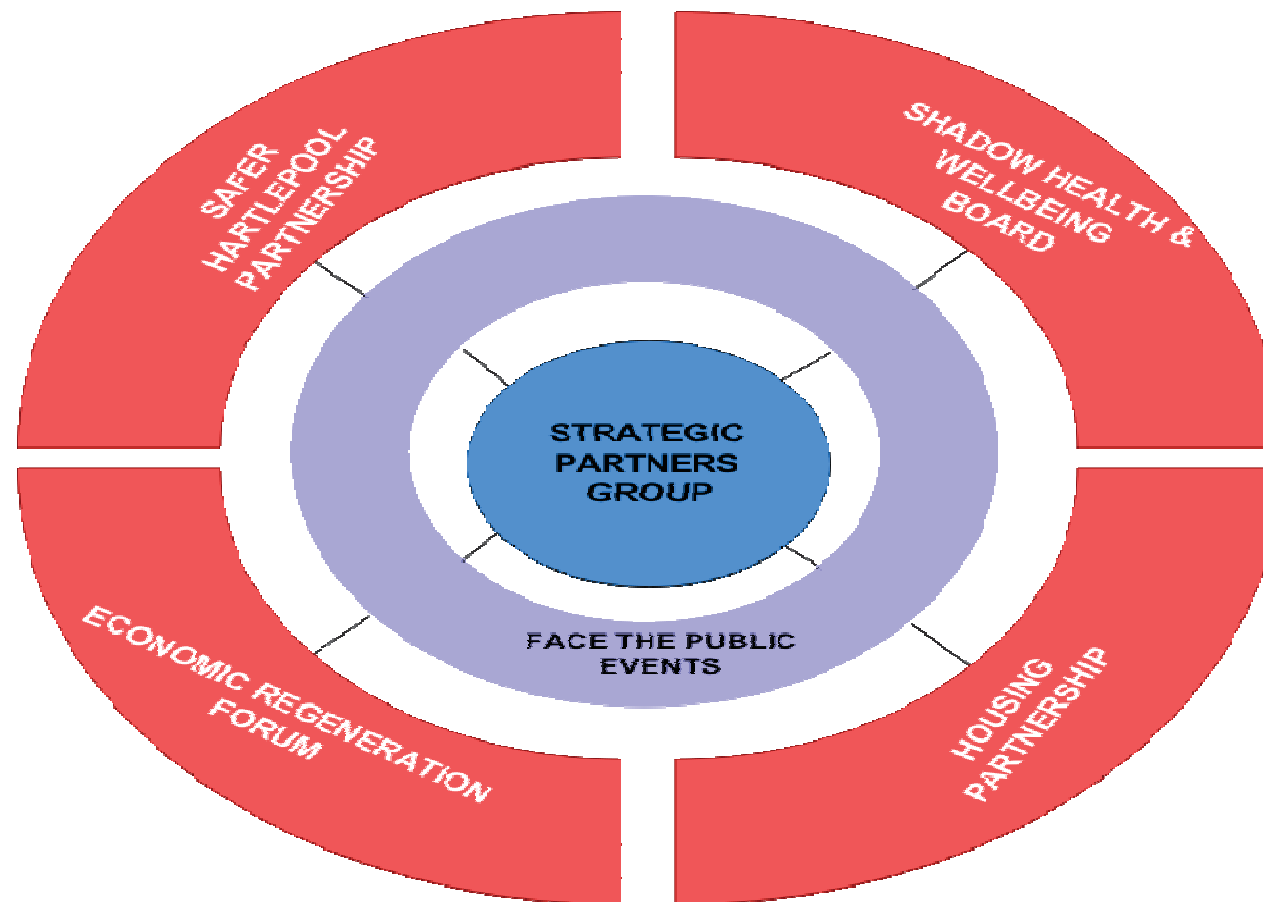 SAFER
HARTLEPOOL
PARTNERSHIP
SHADOW HEALTH &
WELLBEING
BOARD
STRATEGIC
PARTNERS
GROUP
FACE THE PUBLIC
EVENTS
ECONOMIC REGENERATION
FORUM
HOUSING
PARTNERSHIP